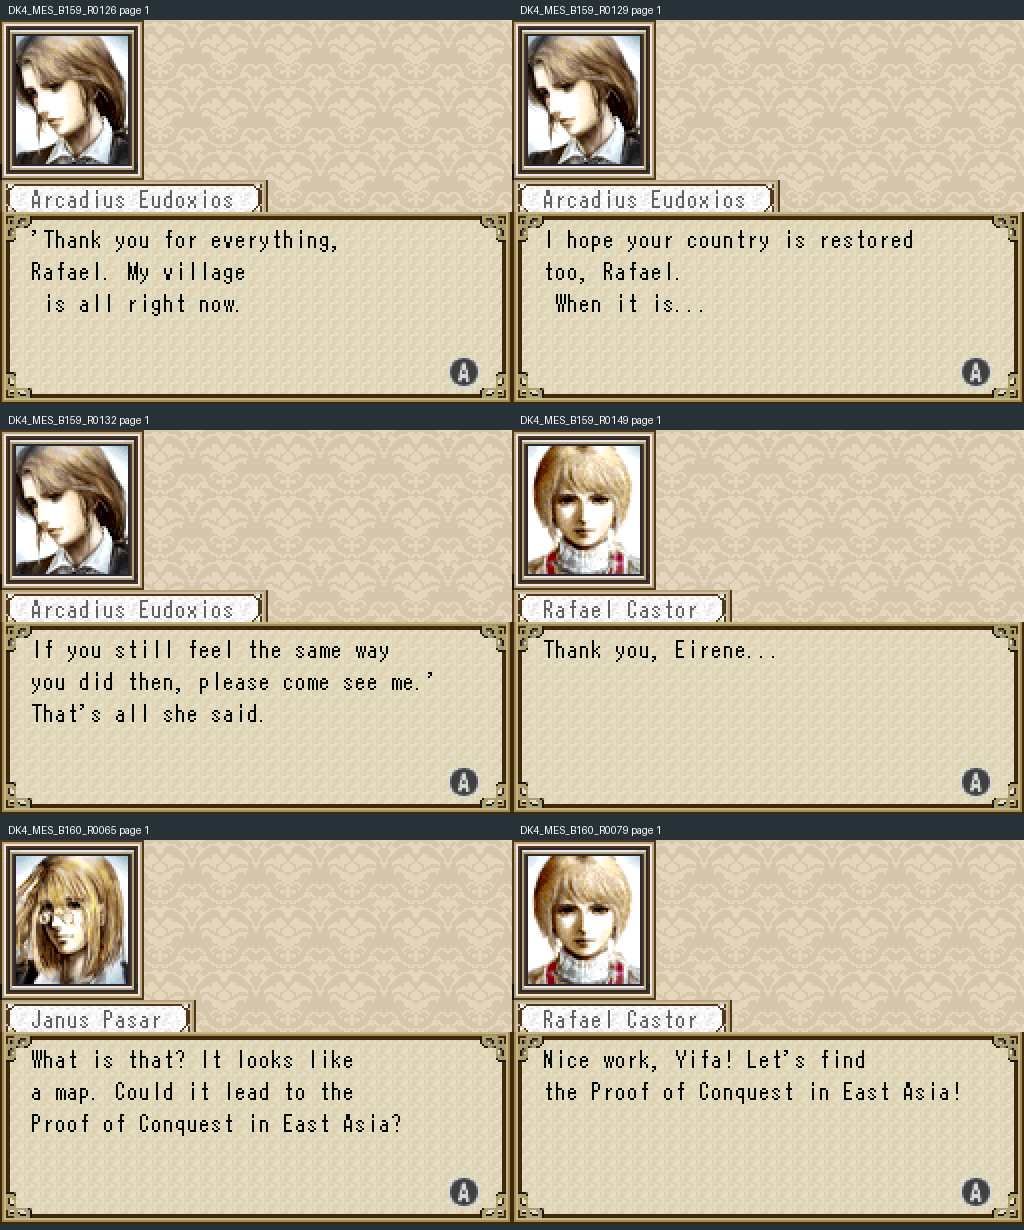 DK4_MES_B159_R0126 page 1
Arcadius Eudoxios
'Thank you for everything,
Rafael. My village
is all right now.
A
DK4_MES_B159_R0129 page 1
Arcadius Eudoxios
I hope your country is restored
too, Rafael.
When it is...
A
DK4_MES_B159_R0132 page 1
Arcadius Eudoxios
If you still feel the same way
you did then, please come see me.'
That's all she said.
A
DK4_MES_B159_R0149 page 1
Rafael Castor
Thank you, Eirene...
A
DK4_MES_B160_R0065 page 1
Janus Pasar
What is that? It looks like
a map. Could it lead to the
Proof of Conquest in East Asia?
A
DK4_MES_B160_R0079 page 1
Rafael Castor
Nice work, Yifa! Let's find
the Proof of Conquest in East Asia!
A